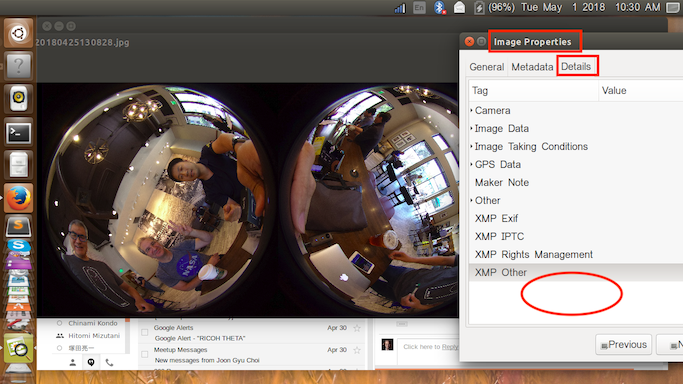 En (96%) Tue May 1 2018 10:30 AM
20180425130828.jpg
Image Properties
General Metadata Details
Tag Value
Camera
Image Data
Image Taking Conditions
GPS Data
Maker Note
Other
XMP Exif
XMP IPTC
XMP Rights Management
XMP Other
NASA
Previous N
Chinami Kondo
Hitomi Mizutani
塚田亮一
Google Alerts Apr 30
Google Alert - "RICOH THETA"
Meetup Messages Apr 30
New messages from Joon Gyu Choi
Click here to Reply